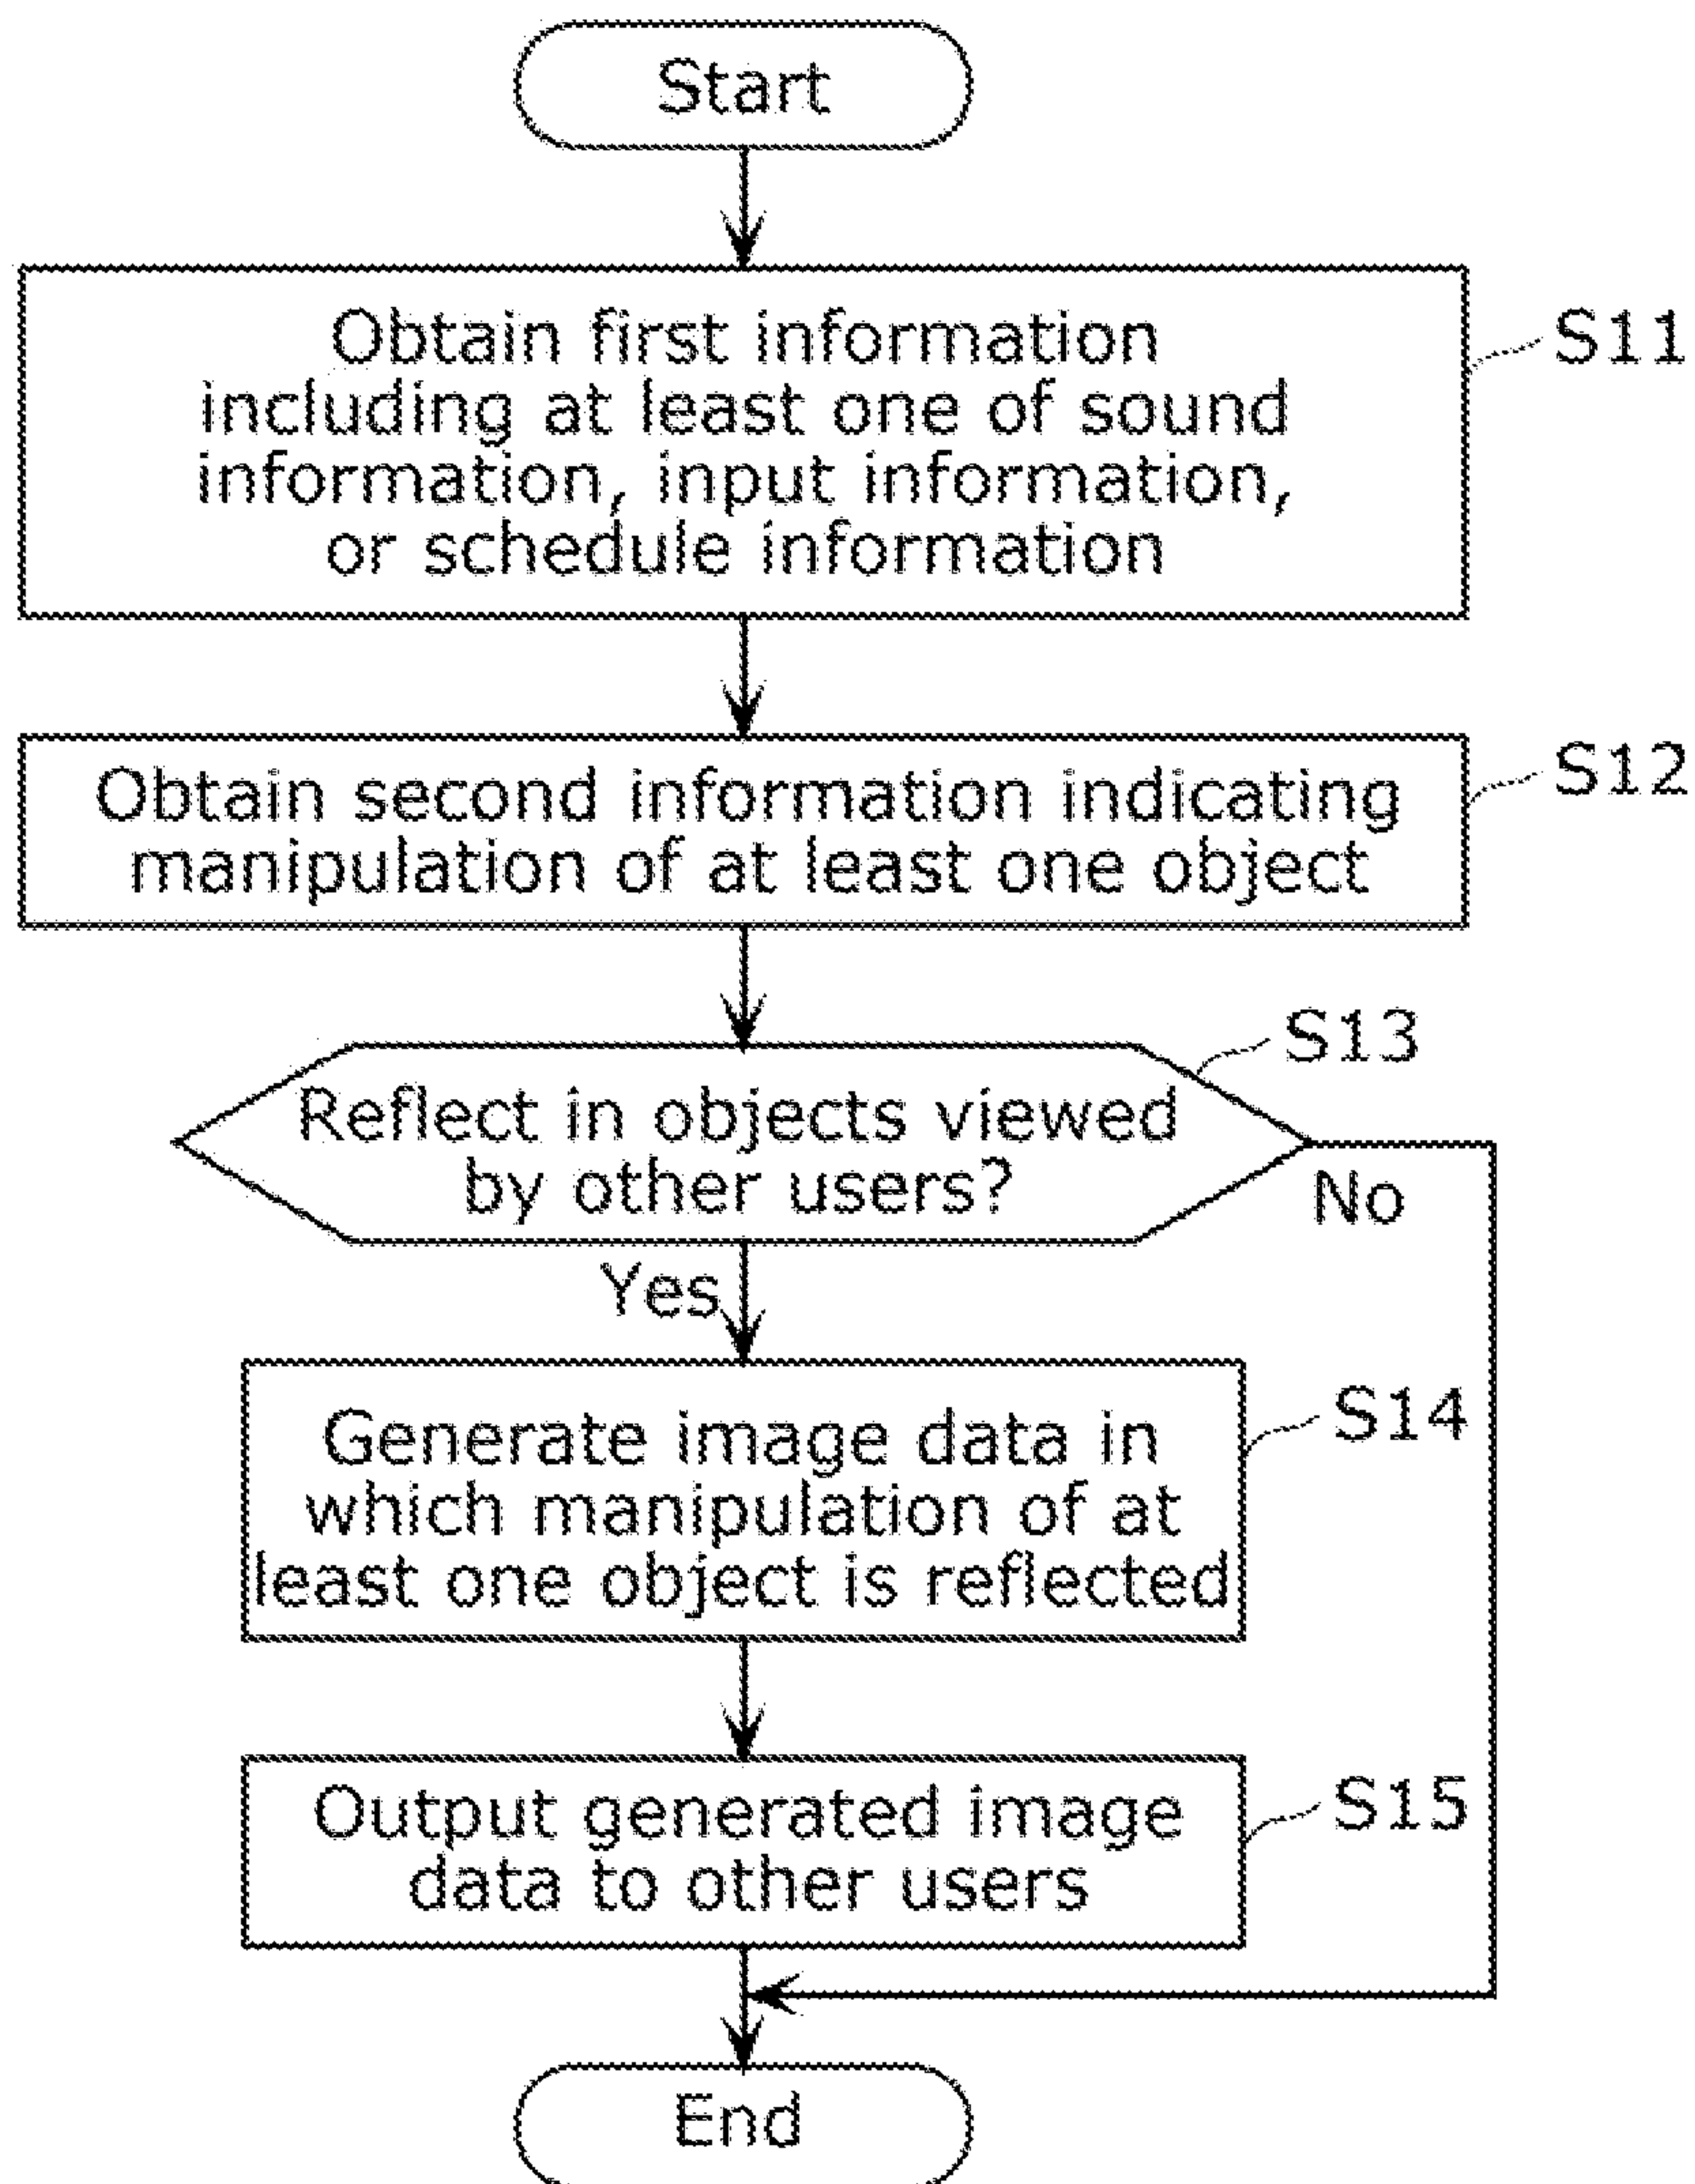 Start
Obtain first information
including at least one of sound
information, input information,
or schedule information
S11
Obtain second information indicating
manipulation of at least one object
S12
S13
Reflect in objects viewed
by other users?
No
Yes
Generate image data in
which manipulation of at
least one object is reflected
S14
Output generated image
data to other users
S15
End